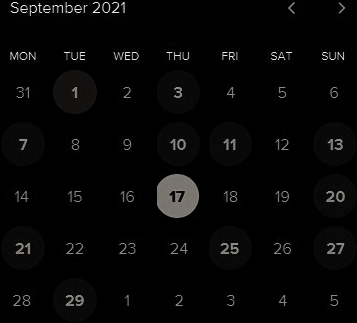 September 2021
MON TUE WED THU FRI SAT SUN
31 1 2 3 4 5 6
7 8 9 10 11 12 13
14 15 16 17 18 19 20
21 22 23 24 25 26 27
28 29 1 2 3 4 5